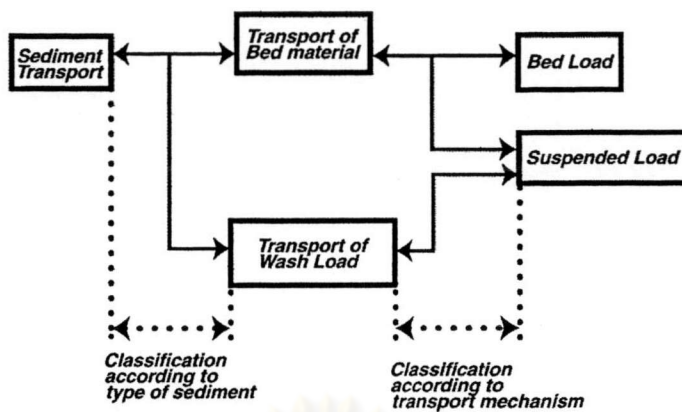 Sediment
Transport
Transport of
Bed material
Bed Load
Suspended Load
Transport of
Wash Load
Classification
according to
type of sediment
Classification
according to
transport mechanism